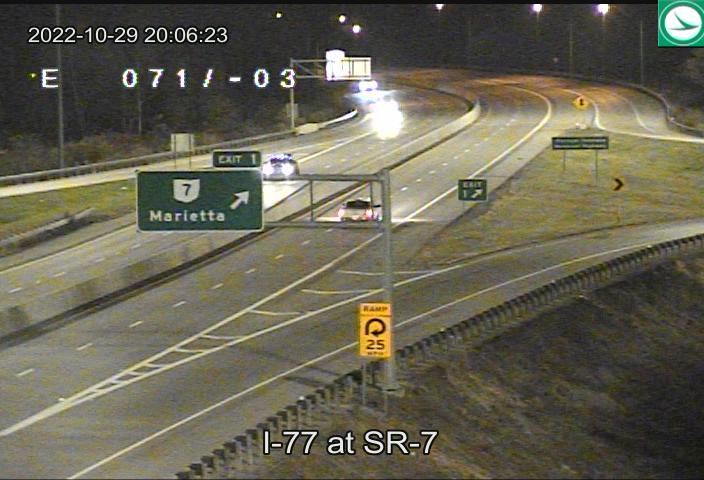 2022-10-29 20:06:23
E 071/-03
EXIT 1
7
Marietta
EXIT
1
RAMP
25
MPH
I-77 at SR-7